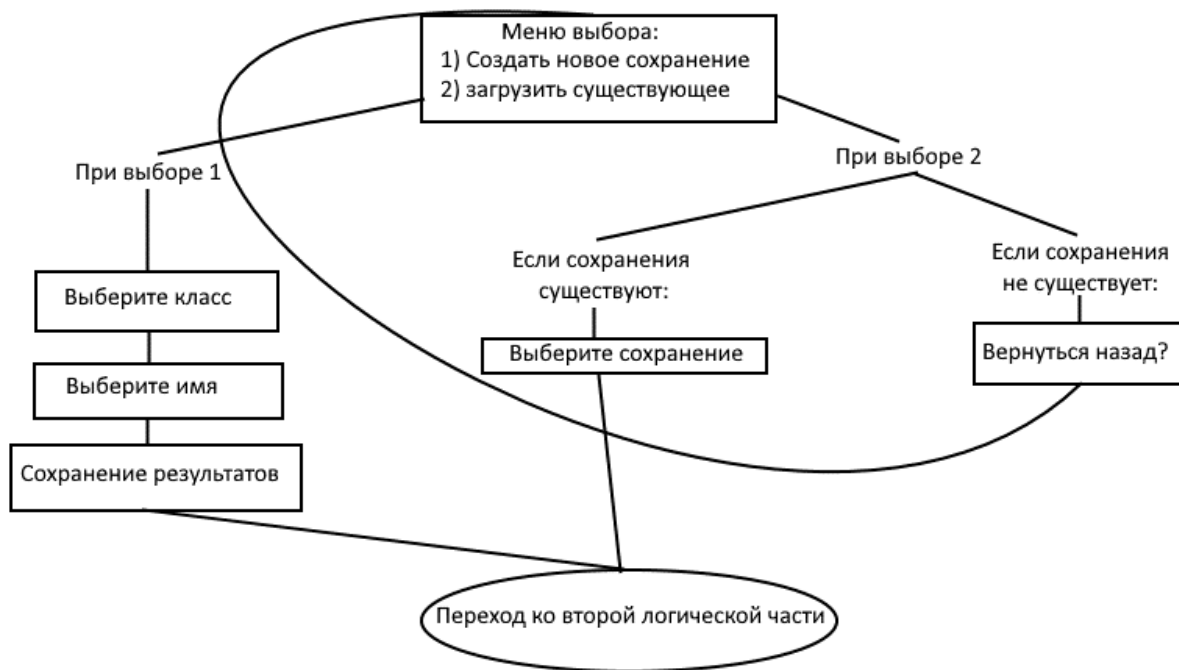 Меню выбора:
1) Создать новое сохранение
2) загрузить существующее
При выборе 1
При выборе 2
Если сохранения
существуют:
Если сохранения
не существует:
Выберите класс
Выберите сохранение
Вернуться назад?
Выберите имя
Сохранение результатов
Переход ко второй логической части